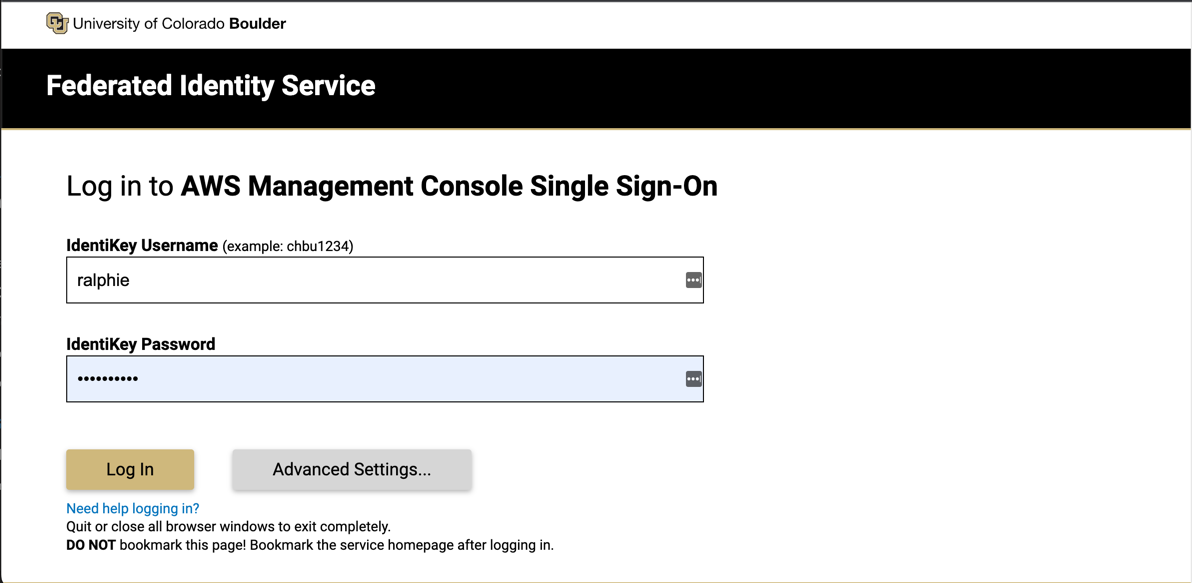 University of Colorado Boulder
Federated Identity Service
Log in to AWS Management Console Single Sign-On
IdentiKey Username (example: chbu1234)
ralphie
IdentiKey Password
••••••••••
Log In Advanced Settings...
Need help logging in?
Quit or close all browser windows to exit completely.
DO NOT bookmark this page! Bookmark the service homepage after logging in.